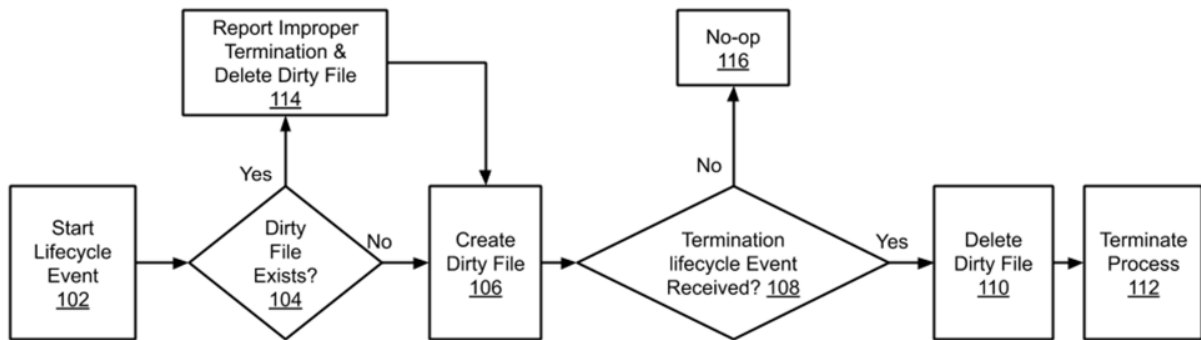 Report Improper
Termination &
Delete Dirty File
114
No-op
116
Yes
No
Start
Lifecycle
Event
102
Dirty
File
Exists? 104
No
Create
Dirty File
106
Termination
lifecycle Event
Received? 108
Yes
Delete
Dirty File
110
Terminate
Process
112